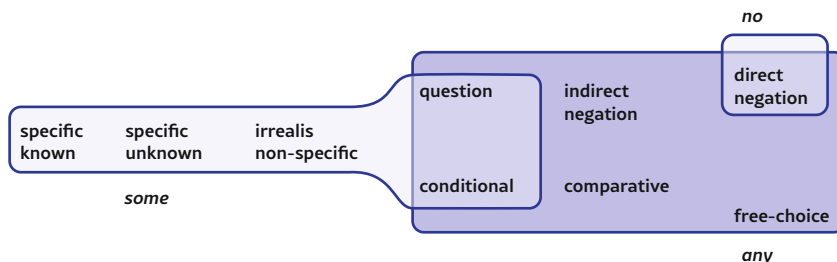 no
question
indirect
negation
direct
negation
specific
known
specific
unknown
irrealis
non-specific
some
conditional
comparative
free-choice
any